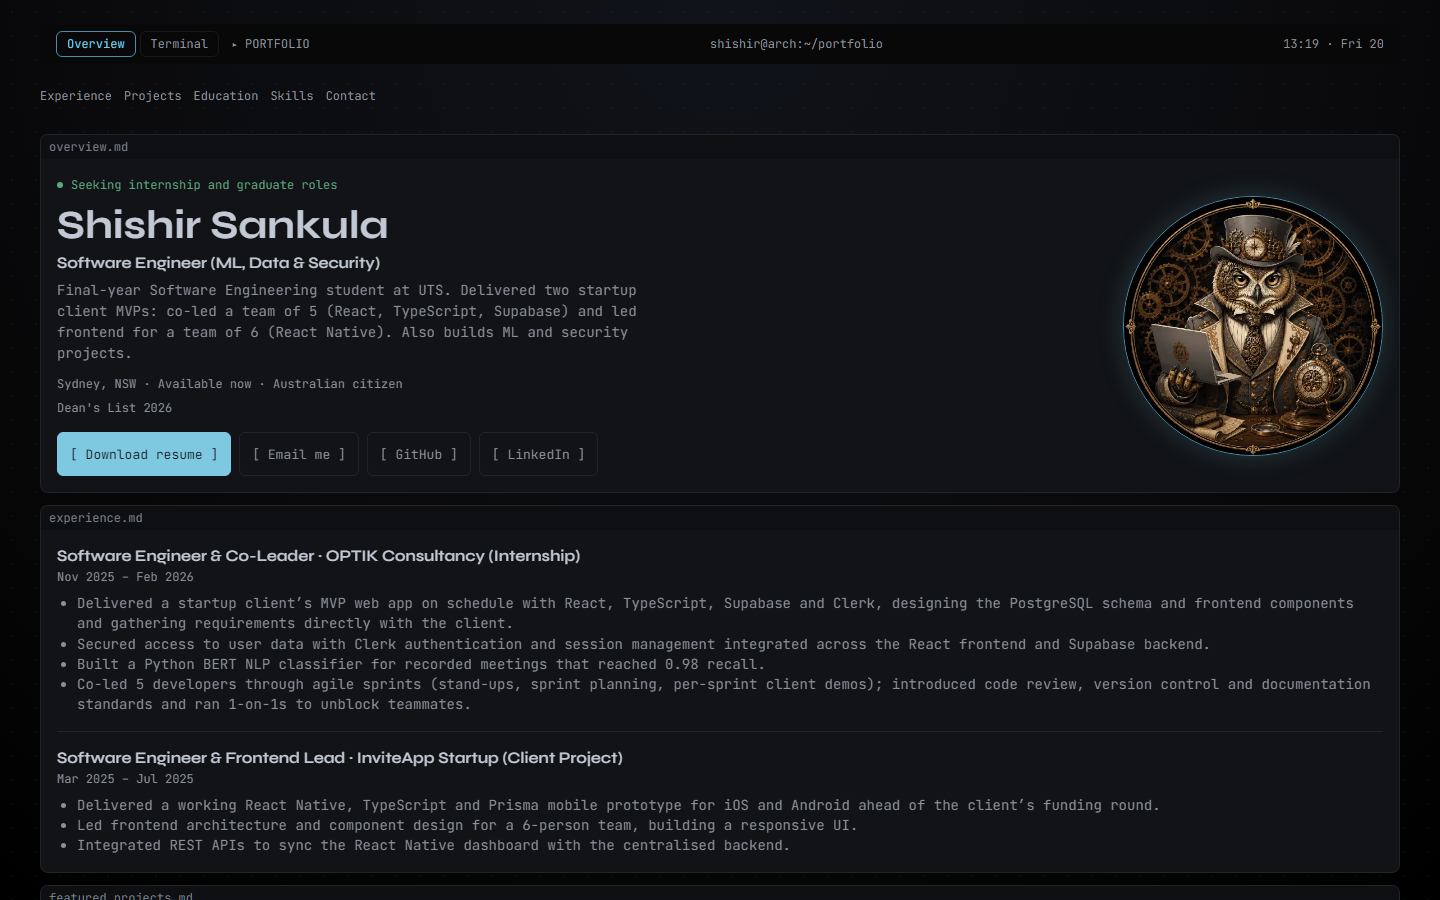 Overview Terminal ▸ PORTFOLIO shishir@arch:~/portfolio 13:19 · Fri 20
Experience Projects Education Skills Contact
overview.md
● Seeking internship and graduate roles
Shishir Sankula
Software Engineer (ML, Data & Security)
Final-year Software Engineering student at UTS. Delivered two startup
client MVPs: co-led a team of 5 (React, TypeScript, Supabase) and led
frontend for a team of 6 (React Native). Also builds ML and security
projects.
Sydney, NSW · Available now · Australian citizen
Dean's List 2026
[ Download resume ] [ Email me ] [ GitHub ] [ LinkedIn ]
experience.md
Software Engineer & Co-Leader · OPTIK Consultancy (Internship)
Nov 2025 – Feb 2026
• Delivered a startup client’s MVP web app on schedule with React, TypeScript, Supabase and Clerk, designing the PostgreSQL schema and frontend components
and gathering requirements directly with the client.
• Secured access to user data with Clerk authentication and session management integrated across the React frontend and Supabase backend.
• Built a Python BERT NLP classifier for recorded meetings that reached 0.98 recall.
• Co-led 5 developers through agile sprints (stand-ups, sprint planning, per-sprint client demos); introduced code review, version control and documentation
standards and ran 1-on-1s to unblock teammates.
Software Engineer & Frontend Lead · InviteApp Startup (Client Project)
Mar 2025 – Jul 2025
• Delivered a working React Native, TypeScript and Prisma mobile prototype for iOS and Android ahead of the client’s funding round.
• Led frontend architecture and component design for a 6-person team, building a responsive UI.
• Integrated REST APIs to sync the React Native dashboard with the centralised backend.
featured projects.md